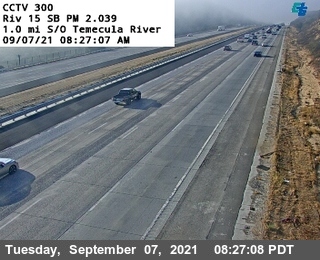 CCTV 300
Riv 15 SB PM 2.039
1.0 mi S/O Temecula River
09/07/21 08:27:07 AM
Tuesday, September 07, 2021 08:27:08 PDT